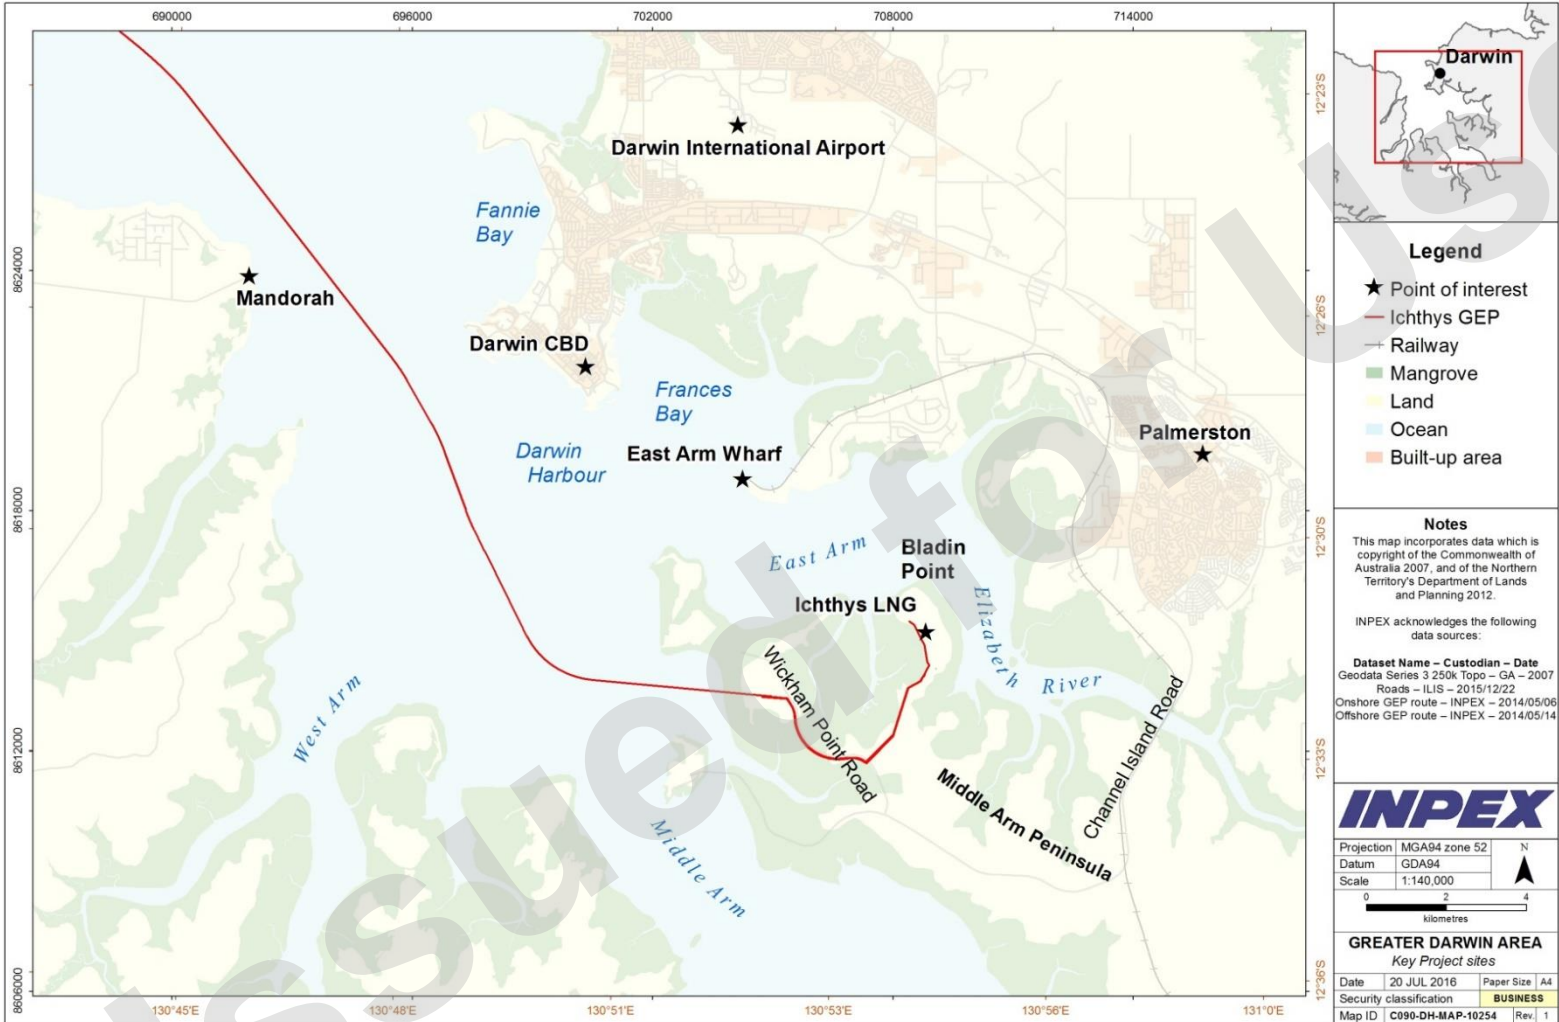 690000
696000
702000
708000
714000
Darwin
12°23'S
Darwin International Airport
Fannie
Bay
8624000
Mandorah
12°26'S
Darwin CBD
Frances
Bay
Palmerston
Darwin
Harbour
East Arm Wharf
8618000
12°30'S
East Arm
Bladin
Point
Ichthys LNG
Elizabeth River
Wickham Point Road
West Arm
Channel Island Road
8612000
12°33'S
Middle Arm Peninsula
Middle Arm
8606000
12°36'S
130°45'E
130°48'E
130°51'E
130°53'E
130°56'E
131°0'E
Issued for Use
Legend
Point of interest
Ichthys GEP
Railway
Mangrove
Land
Ocean
Built-up area
Notes
This map incorporates data which is
copyright of the Commonwealth of
Australia 2007, and of the Northern
Territory's Department of Lands
and Planning 2012.
INPEX acknowledges the following
data sources:
Dataset Name – Custodian – Date
Geodata Series 3 250k Topo – GA – 2007
Roads – ILIS – 2015/12/22
Onshore GEP route – INPEX – 2014/05/06
Offshore GEP route – INPEX – 2014/05/14
INPEX
Projection MGA94 zone 52
Datum GDA94
Scale 1:140,000
N
0 2 4
kilometres
GREATER DARWIN AREA
Key Project sites
Date 20 JUL 2016 Paper Size A4
Security classification BUSINESS
Map ID C090-DH-MAP-10254 Rev. 1